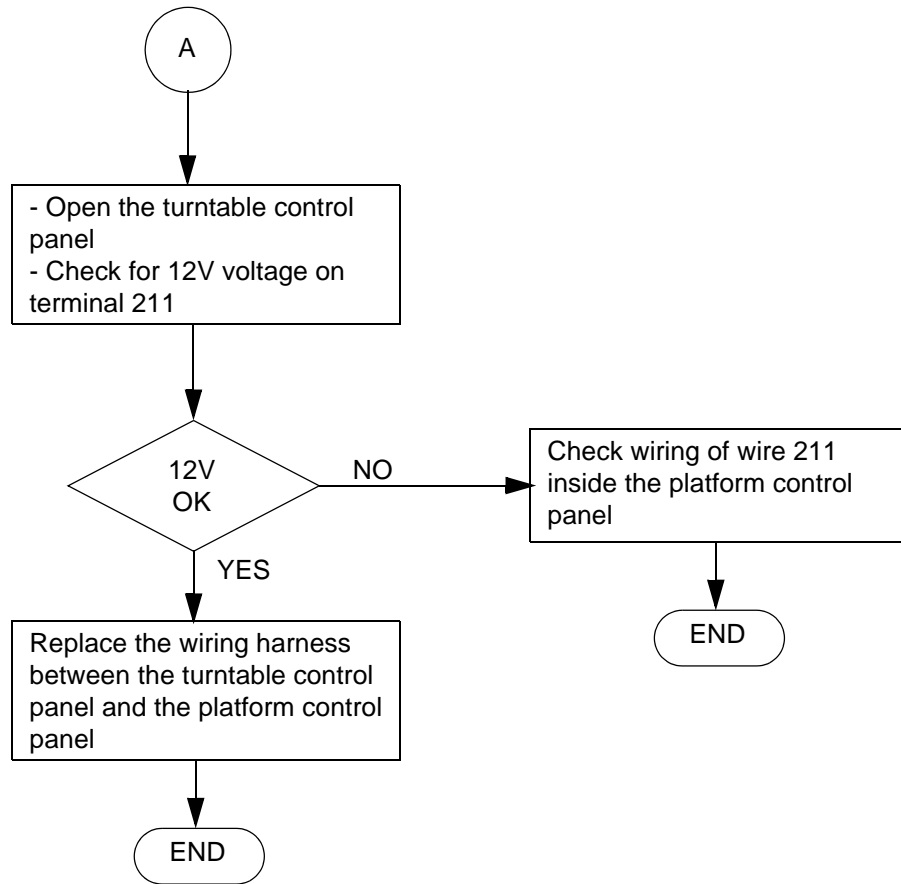 A
- Open the turntable control
panel
- Check for 12V voltage on
terminal 211
12V
OK
NO
Check wiring of wire 211
inside the platform control
panel
YES
END
Replace the wiring harness
between the turntable control
panel and the platform control
panel
END